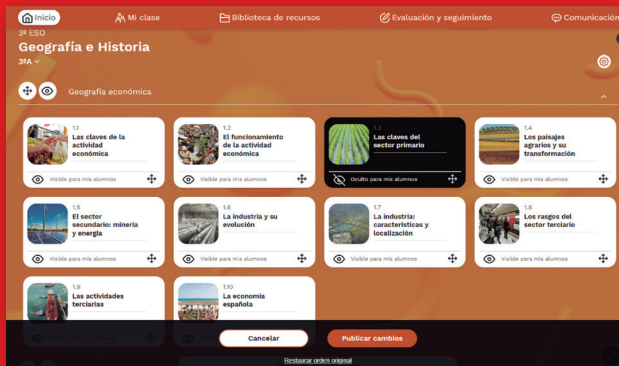 Inicio
Mi clase
Biblioteca de recursos
Evaluación y seguimiento
Comunicación
3º ESO
Geografía e Historia
3ºA
Geografía económica
1.1
Las claves de la
actividad
económica
Visible para mis alumnos
1.2
El funcionamiento
de la actividad
económica
Visible para mis alumnos
1.3
Las claves del
sector primario
Oculto para mis alumnos
1.4
Los paisajes
agrarios y su
transformación
Visible para mis alumnos
1.5
El sector
secundario: minería
y energía
Visible para mis alumnos
1.6
La industria y su
evolución
Visible para mis alumnos
1.7
La industria:
características y
localización
Visible para mis alumnos
1.8
Los rasgos del
sector terciario
Visible para mis alumnos
1.9
Las actividades
terciarias
1.10
La economía
española
Cancelar
Publicar cambios
Restaurar orden original